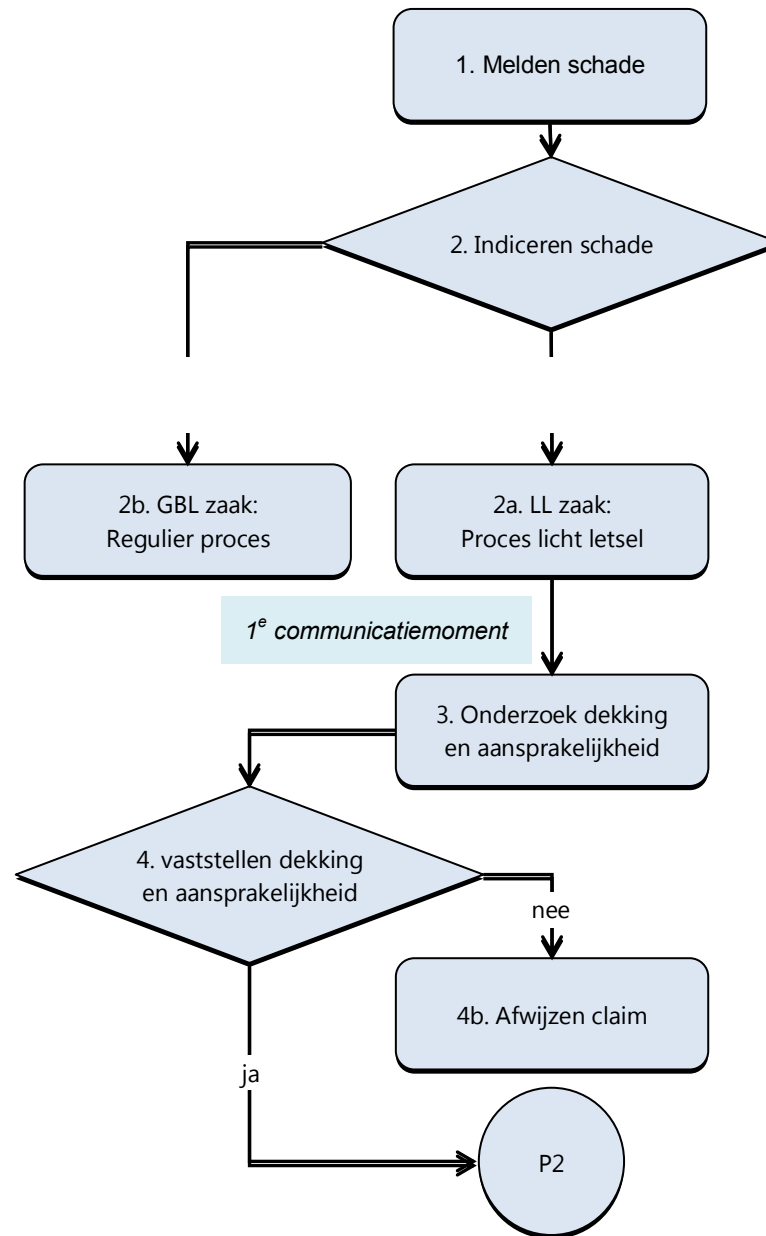 1. Melden schade
2. Indiceren schade
2b. GBL zaak:
Regulier proces
2a. LL zaak:
Proces licht letsel
1e communicatiemoment
3. Onderzoek dekking
en aansprakelijkheid
4. vaststellen dekking
en aansprakelijkheid
nee
4b. Afwijzen claim
ja
P2